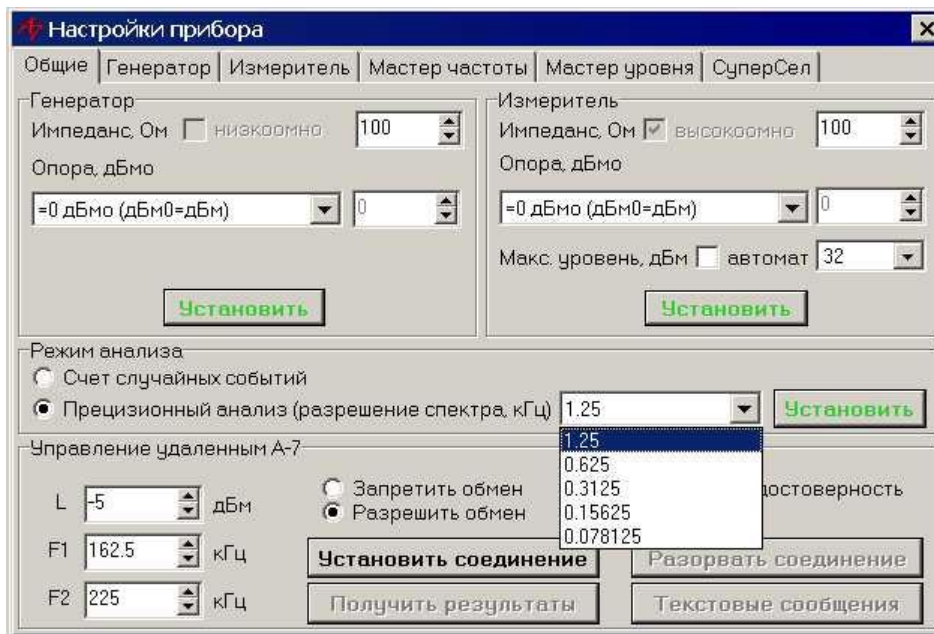 Настройки прибора
Общие Генератор Измеритель Мастер частоты Мастер уровня СуперСел
Генератор
Импеданс, Ом низкоомно 100
Опора, дБмо
=0 дБмо (дБм0=дБм) 0
Установить
Измеритель
Импеданс, Ом высокоомно 100
Опора, дБмо
=0 дБмо (дБм0=дБм) 0
Макс. уровень, дБм автомат 32
Установить
Режим анализа
Счет случайных событий
Прецизионный анализ (разрешение спектра, кГц) 1.25 Установить
1.25
0.625
0.3125
0.15625
0.078125
Управление удаленным А-7
L -5 дБм
F1 162.5 кГц
F2 225 кГц
Запретить обмен
Разрешить обмен
достоверность
Установить соединение Разорвать соединение
Получить результаты Текстовые сообщения